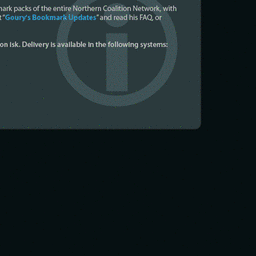 mark packs of the entire Northern Coalition Network, with
"Goury's Bookmark Updates" and read his FAQ, or
on isk. Delivery is available in the following systems: